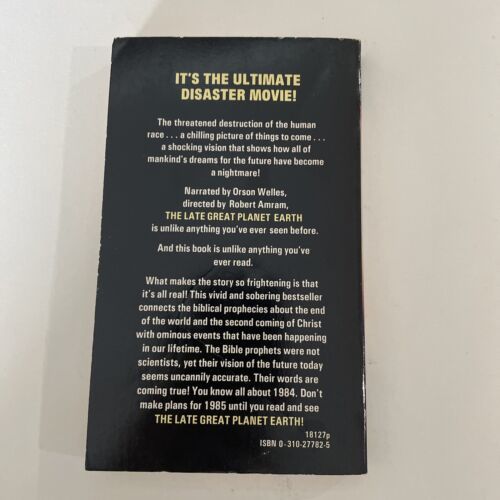 IT'S THE ULTIMATE
DISASTER MOVIE!
The threatened destruction of the human
race . . . a chilling picture of things to come . . .
a shocking vision that shows how all of
mankind's dreams for the future have become
a nightmare!
Narrated by Orson Welles,
directed by Robert Amram,
THE LATE GREAT PLANET EARTH
is unlike anything you've ever seen before.
And this book is unlike anything you've
ever read.
What makes the story so frightening is that
it's all real! This vivid and sobering bestseller
connects the biblical prophecies about the end
of the world and the second coming of Christ
with ominous events that have been happening
in our lifetime. The Bible prophets were not
scientists, yet their vision of the future today
seems uncannily accurate. Their words are
coming true! You know all about 1984. Don't
make plans for 1985 until you read and see
THE LATE GREAT PLANET EARTH!
18127p
ISBN 0-310-27782-5